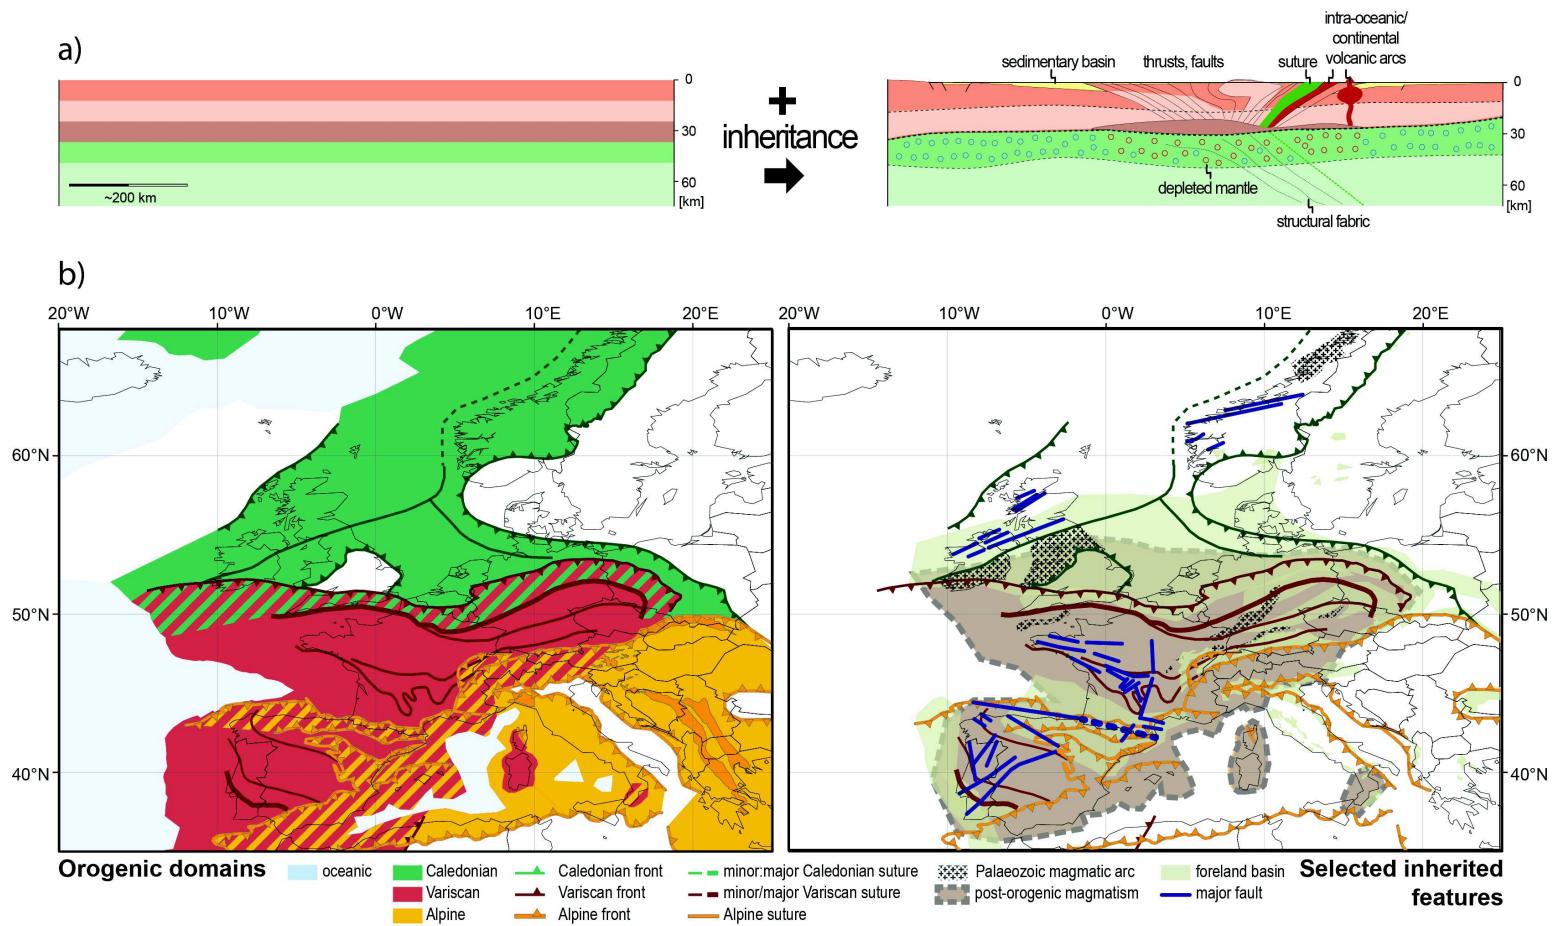 a)
0
30
60
[km]
~200 km
+
inheritance
intra-oceanic/
continental
volcanic arcs
sedimentary basin
thrusts, faults
suture
0
30
60
[km]
depleted mantle
structural fabric
b)
20°W
10°W
0°W
10°E
20°E
20°W
10°W
0°W
10°E
20°E
60°N
50°N
40°N
60°N
50°N
40°N
Orogenic domains
oceanic
Caledonian
Variscan
Alpine
Caledonian front
Variscan front
Alpine front
minor:major Caledonian suture
minor/major Variscan suture
Alpine suture
Palaeozoic magmatic arc
post-orogenic magmatism
foreland basin
major fault
Selected inherited
features